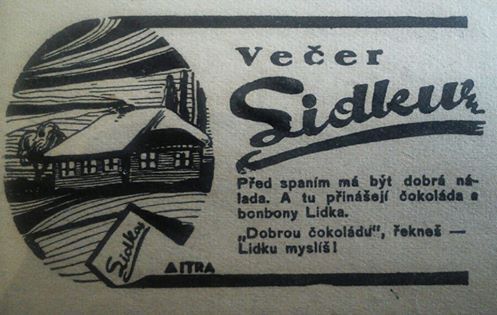 Večer
Lidku
Před spaním má být dobrá ná-
lada. A tu přinášejí čokoláda a
bonbony Lidka.
„Dobrou čokoládu", řekneš —
Lidku myslíš!
Lidka
AITRA